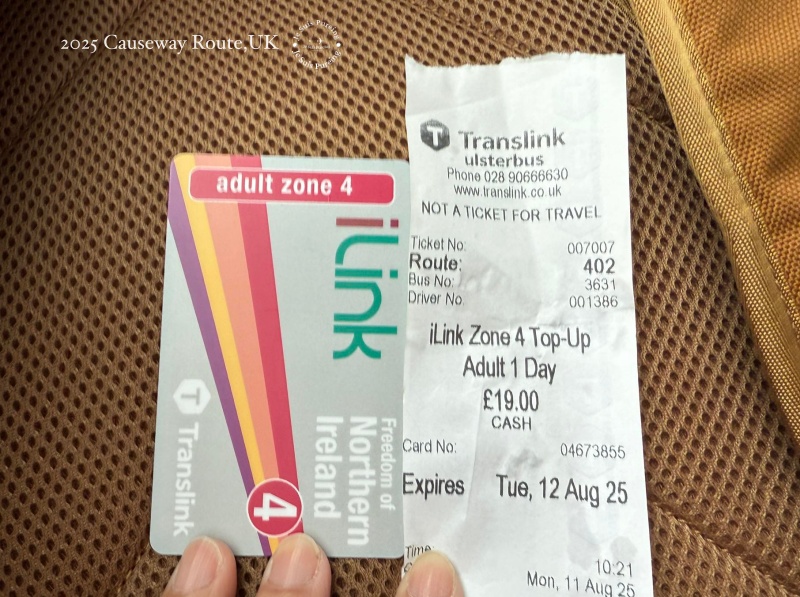 2025 Causeway Route,UK
adult zone 4
iLink
Freedom of
Northern
Ireland
4
Translink
T Translink
ulsterbus
Phone 028 90666630
www.translink.co.uk
NOT A TICKET FOR TRAVEL
Ticket No: 007007
Route: 402
Bus No: 3631
Driver No. 001386
iLink Zone 4 Top-Up
Adult 1 Day
£19.00
CASH
Card No: 04673855
Expires Tue, 12 Aug 25
Time
10:21
Mon, 11 Aug 25